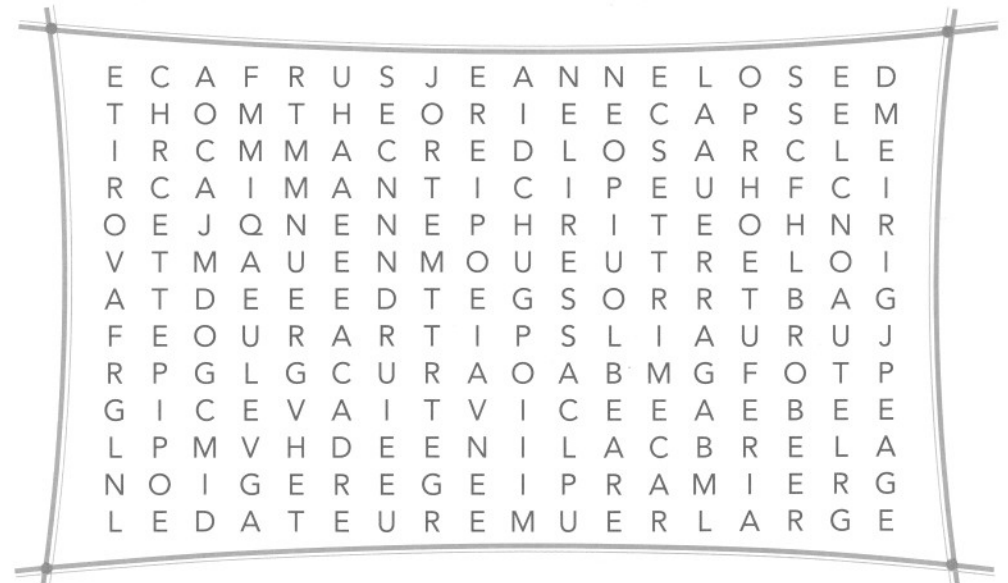 E C A F R U S J E A N N E L O S E D
T H O M T H E O R I E E C A P S E M
I R C M M A C R E D L O S A R C L E
R C A I M A N T I C I P E U H F C I
O E J Q N E N E P H R I T E O H N R
V T M A U E N M O U E U T R E L O I
A T D E E E D T E G S O R R T B A G
F E O U R A R T I P S L I A U R U J
R P G L G C U R A O A B M G F O T P
G I C E V A I T V I C E E A E B E E
L P M V H D E E N I L A C B R E L A
N O I G E R E G E I P R A M I E R G
L E D A T E U R E M U E R L A R G E